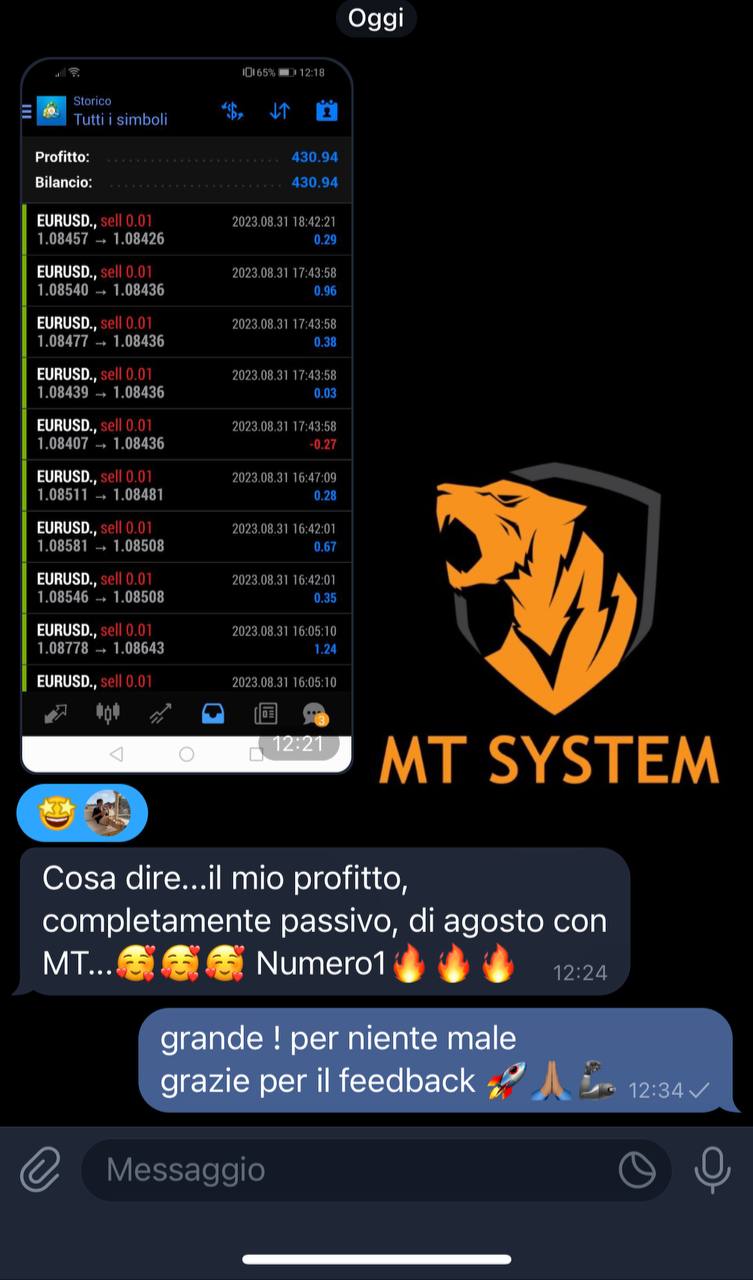 Oggi
65% 12:18
Storico
Tutti i simboli
Profitto: 430.94
Bilancio: 430.94
EURUSD., sell 0.01 2023.08.31 18:42:21
1.08457 → 1.08426 0.29
EURUSD., sell 0.01 2023.08.31 17:43:58
1.08540 → 1.08436 0.96
EURUSD., sell 0.01 2023.08.31 17:43:58
1.08477 → 1.08436 0.38
EURUSD., sell 0.01 2023.08.31 17:43:58
1.08439 → 1.08436 0.03
EURUSD., sell 0.01 2023.08.31 17:43:58
1.08407 → 1.08436 -0.27
EURUSD., sell 0.01 2023.08.31 16:47:09
1.08511 → 1.08481 0.28
EURUSD., sell 0.01 2023.08.31 16:42:01
1.08581 → 1.08508 0.67
EURUSD., sell 0.01 2023.08.31 16:42:01
1.08546 → 1.08508 0.35
EURUSD., sell 0.01 2023.08.31 16:05:10
1.08778 → 1.08643 1.24
EURUSD., sell 0.01 2023.08.31 16:05:10
3
12:21
MT SYSTEM
Cosa dire...il mio profitto,
completamente passivo, di agosto con
MT...🥰🥰🥰 Numero1🔥🔥🔥 12:24
grande ! per niente male
grazie per il feedback 🚀🙏🏽🦾 12:34
Messaggio